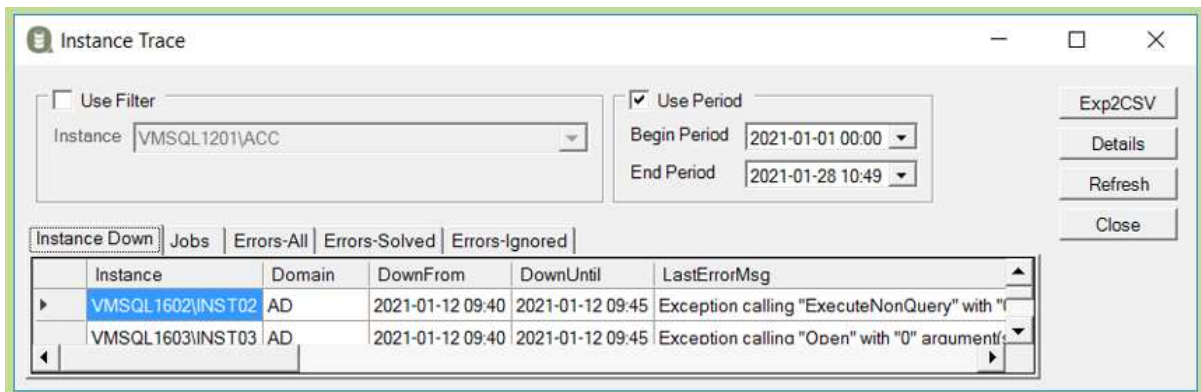 Instance Trace
Use Filter
Instance VMSQL1201\ACC
Use Period
Begin Period 2021-01-01 00:00
End Period 2021-01-28 10:49
Exp2CSV
Details
Refresh
Close
Instance Down Jobs Errors-All Errors-Solved Errors-Ignored
Instance Domain DownFrom DownUntil LastErrorMsg
VMSQL1602\INST02 AD 2021-01-12 09:40 2021-01-12 09:45 Exception calling "ExecuteNonQuery" with "0
VMSQL1603\INST03 AD 2021-01-12 09:40 2021-01-12 09:45 Exception calling "Open" with "0" argument(s